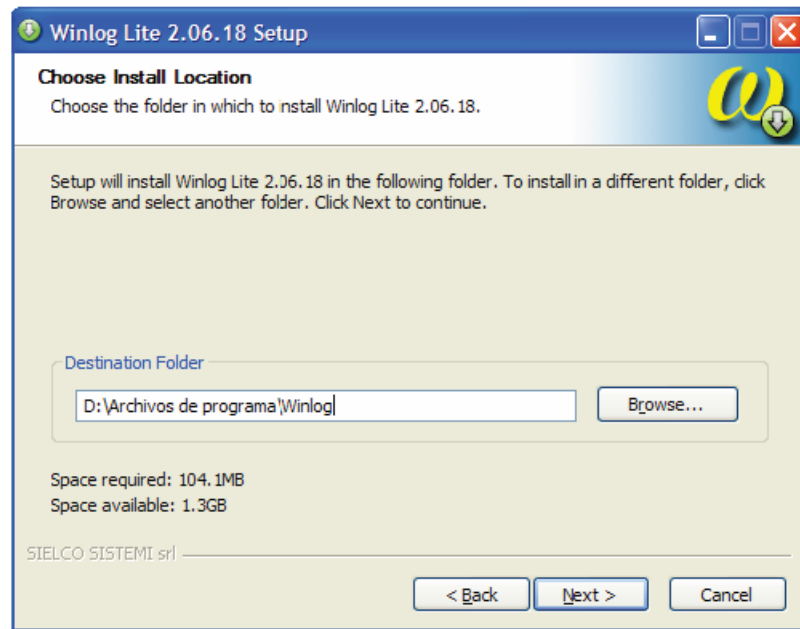 Winlog Lite 2.06.18 Setup
Choose Install Location
Choose the folder in which to install Winlog Lite 2.06.18.
Setup will install Winlog Lite 2.06.18 in the following folder. To install in a different folder, click
Browse and select another folder. Click Next to continue.
Destination Folder
D:\Archivos de programa\Winlog
Browse...
Space required: 104.1MB
Space available: 1.3GB
SIELCO SISTEMI srl
< Back
Next >
Cancel